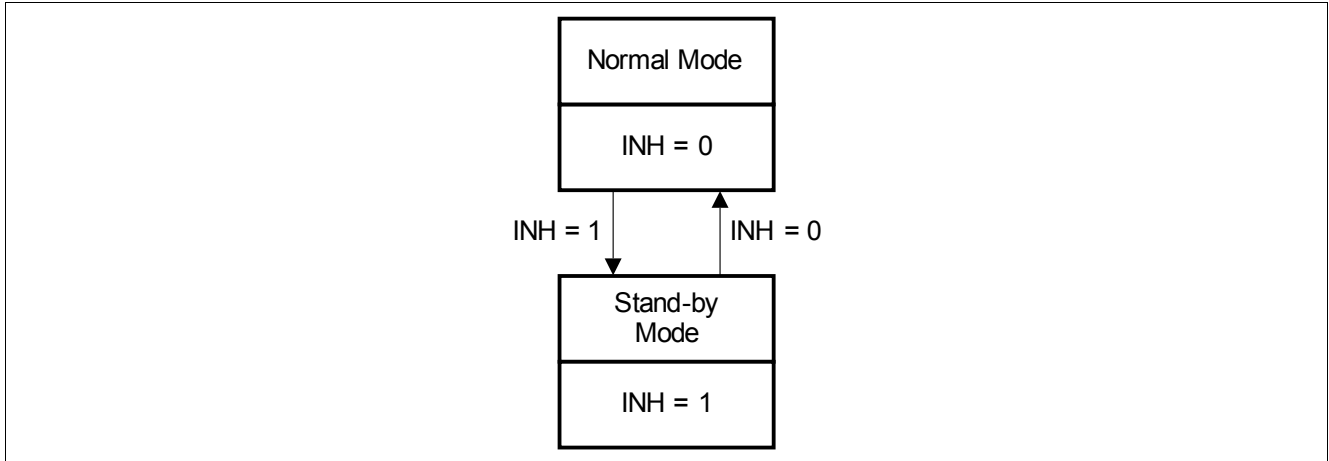 Normal Mode
INH = 0
INH = 1
INH = 0
Stand-by
Mode
INH = 1